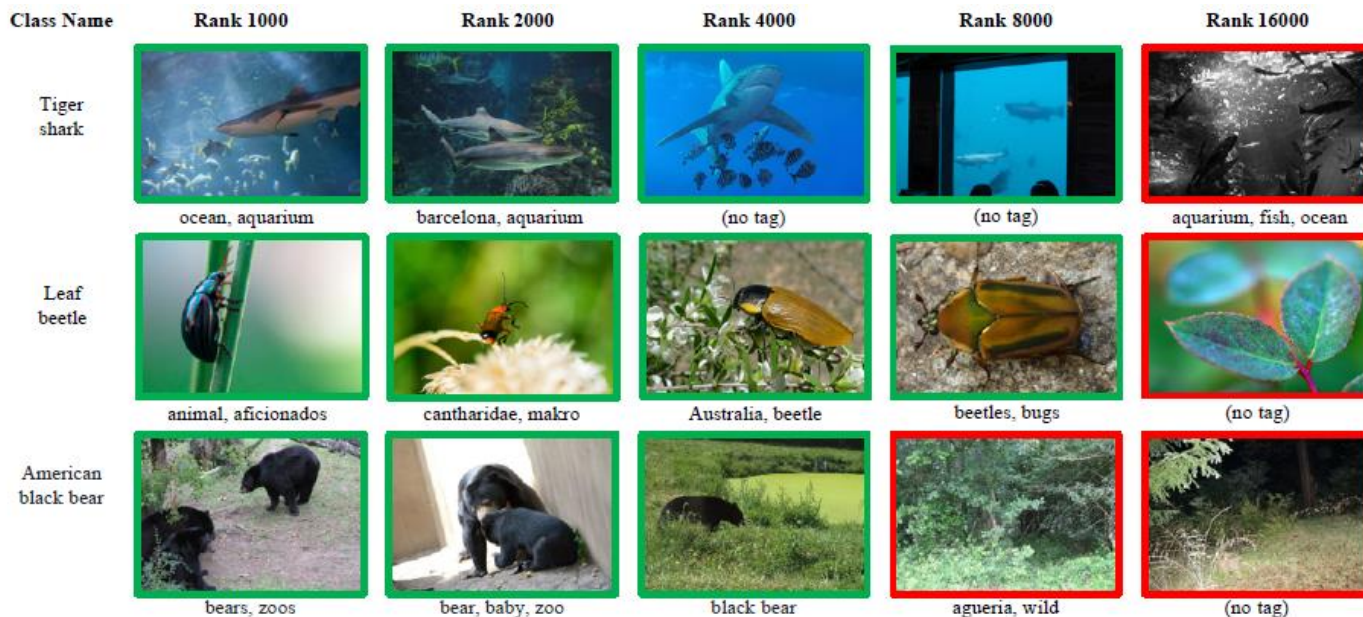 Class Name Rank 1000 Rank 2000 Rank 4000 Rank 8000 Rank 16000
Tiger
shark
ocean, aquarium barcelona, aquarium (no tag) (no tag) aquarium, fish, ocean
Leaf
beetle
animal, aficionados cantharidae, makro Australia, beetle beetles, bugs (no tag)
American
black bear
bears, zoos bear, baby, zoo black bear agueria, wild (no tag)